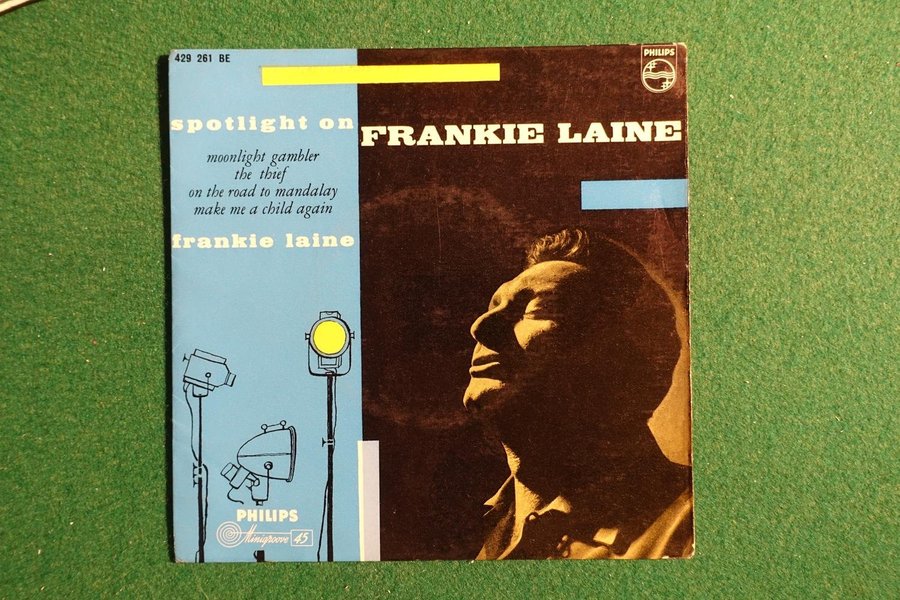 429 261 BE
spotlight on
moonlight gambler
the thief
on the road to mandalay
make me a child again
frankie laine
PHILIPS
Minigroove 45
PHILIPS
FRANKIE LAINE